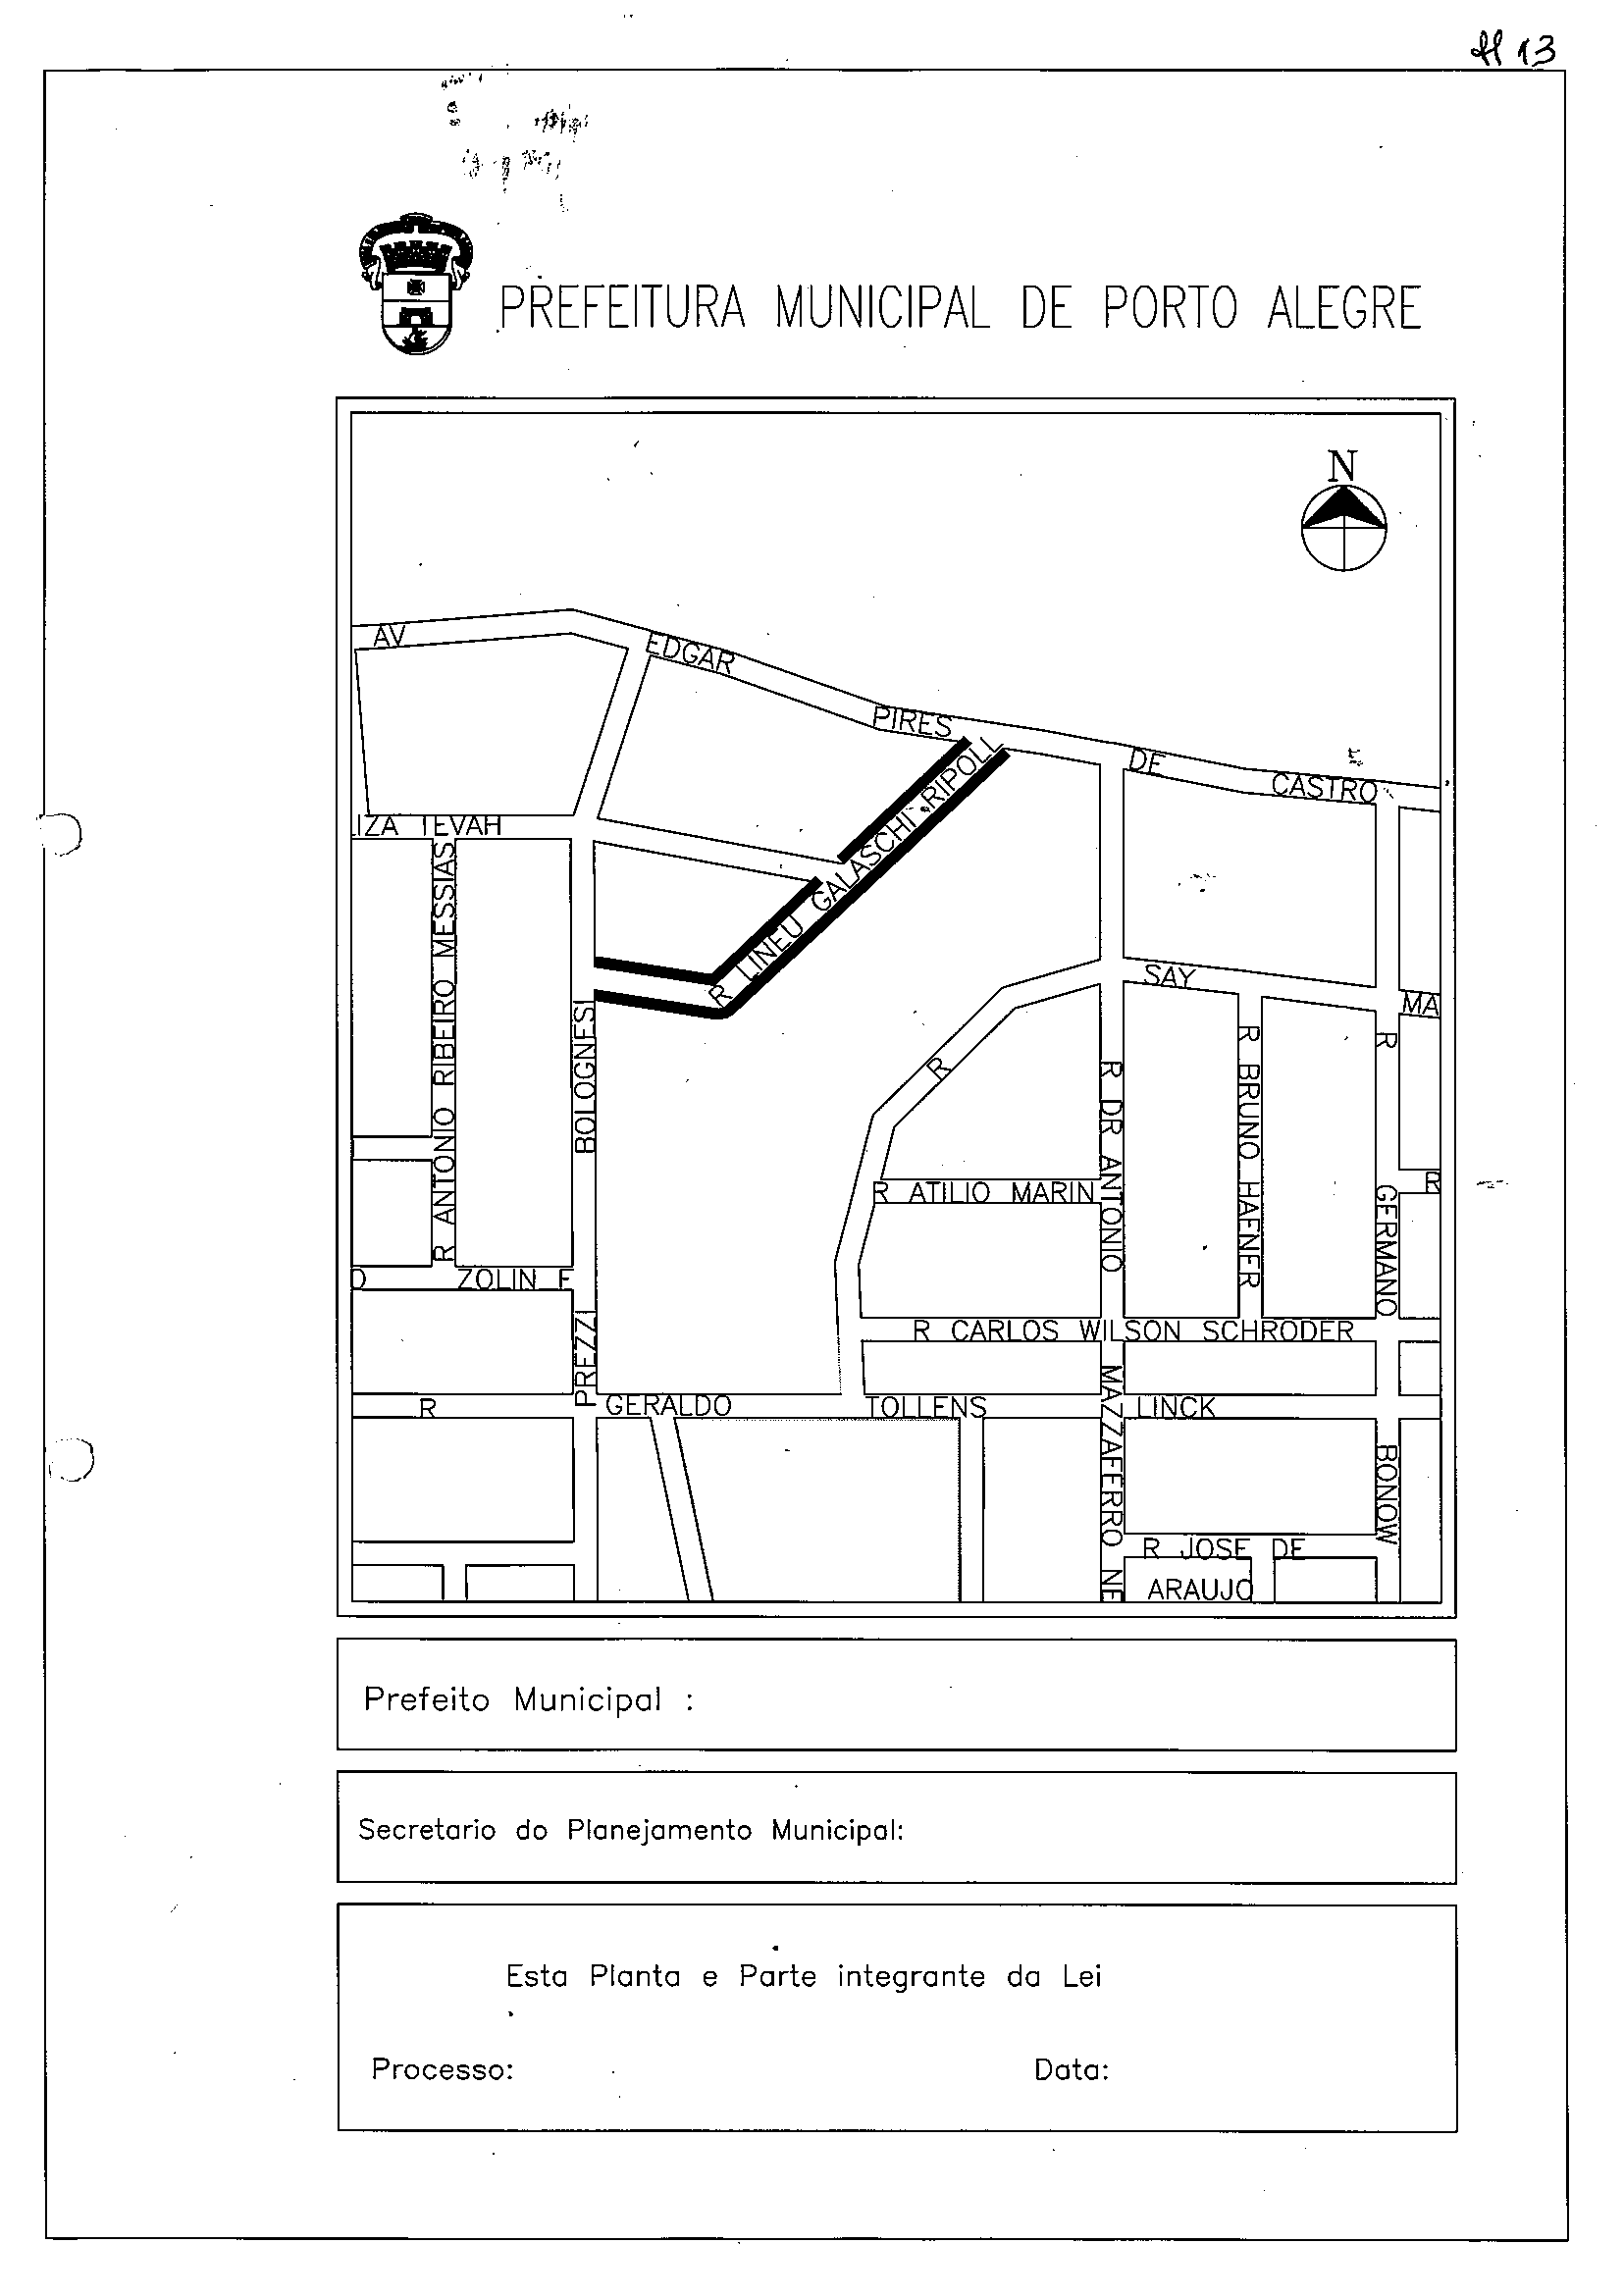 13
PREFEITURA MUNICIPAL DE PORTO ALEGRE
N
AV EDGAR PIRES DE CASTRO
R LINEU GALASCHI RIPOLL
IZA TEVAH
R ANTONIO RIBEIRO MESSIAS
PREZZI BOLOGNESI
R SAY MA
R DR ANTONIO MAZZAFERRO NE
R BRUNO HAFNER
R GERMANO BONOW
R ATILIO MARIN
R
O ZOLIN F
R CARLOS WILSON SCHRODER
R GERALDO TOLLENS LINCK
R JOSE DE
ARAUJO
Prefeito Municipal :
Secretario do Planejamento Municipal:
Esta Planta e Parte integrante da Lei
Processo: Data: